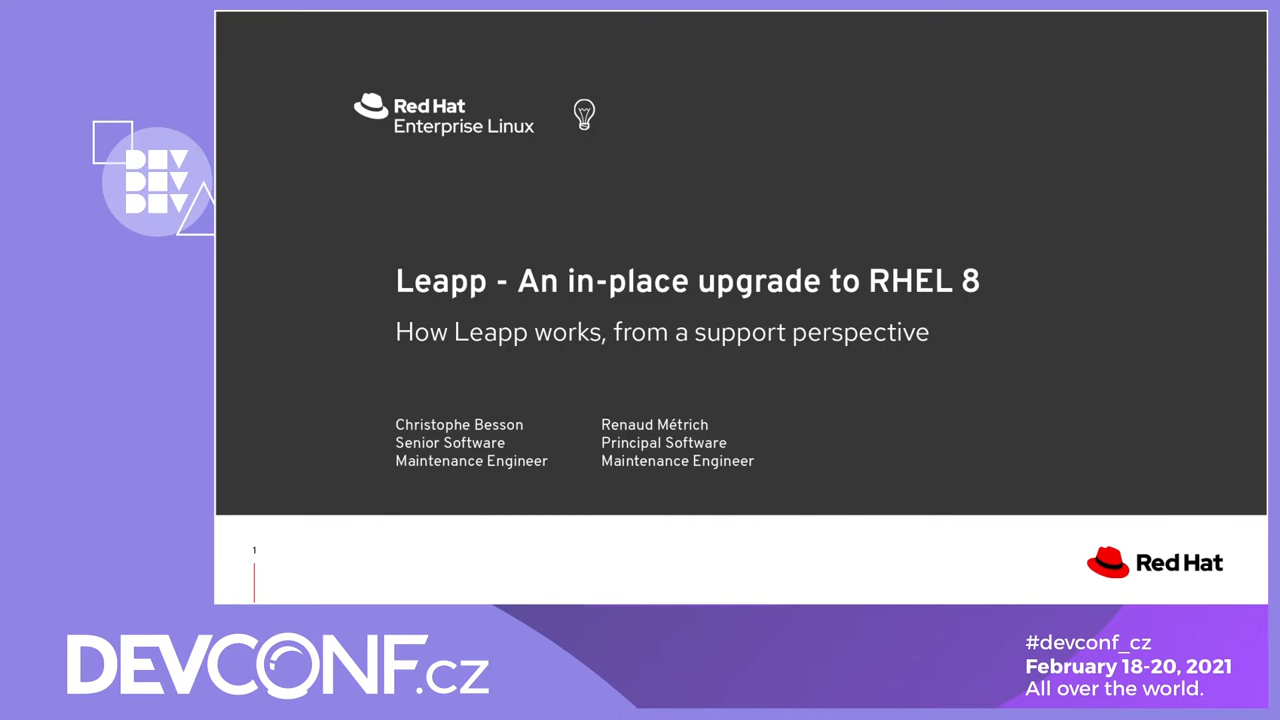 DEV
DEV
DEV
Red Hat
Enterprise Linux
Leapp - An in-place upgrade to RHEL 8
How Leapp works, from a support perspective
Christophe Besson
Senior Software
Maintenance Engineer
Renaud Métrich
Principal Software
Maintenance Engineer
1
Red Hat
DEVCONF.cz
#devconf_cz
February 18-20, 2021
All over the world.